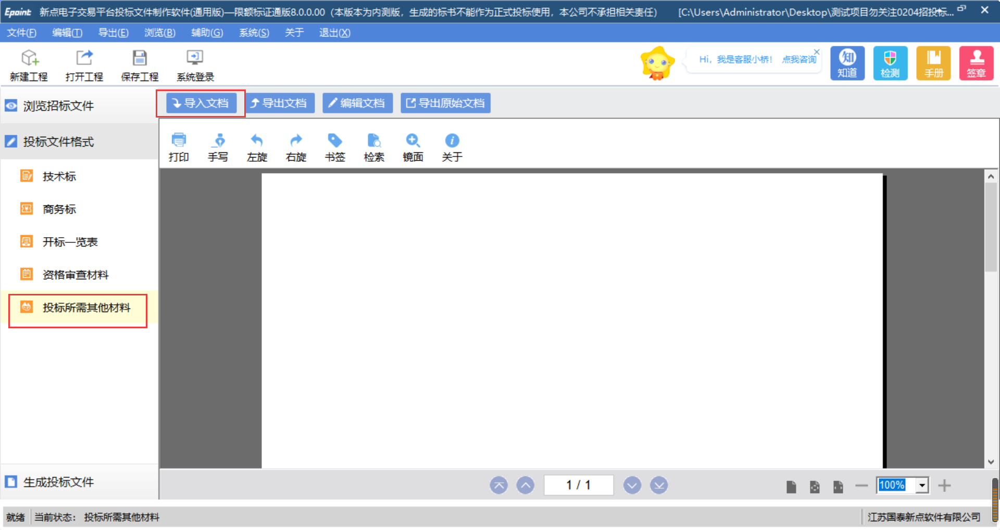 Epoint 新点电子交易平台投标文件制作软件(通用版)—限额标证通版8.0.0.00（本版本为内测版，生成的标书不能作为正式投标使用，本公司不承担相关责任） [C:\Users\Administrator\Desktop\测试项目勿关注0204招投标...
文件(F) 编辑(T) 导出(E) 浏览(B) 辅助(G) 系统(S) 关于 退出(X)
新建工程 打开工程 保存工程 系统登录
Hi，我是客服小桥！ 点我咨询
知 知道 检测 手册 签章
浏览招标文件
导入文档 导出文档 编辑文档 导出原始文档
投标文件格式
打印 手写 左旋 右旋 书签 检索 镜面 关于
技术标
商务标
开标一览表
资格审查材料
投标所需其他材料
生成投标文件
1 / 1
100%
就绪 当前状态： 投标所需其他材料
江苏国泰新点软件有限公司